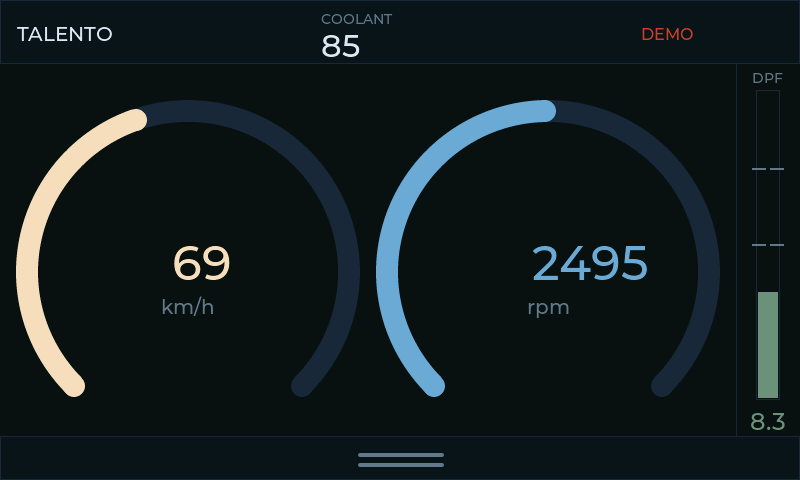 TALENTO
COOLANT
85
DEMO
DPF
69
km/h
2495
rpm
8.3